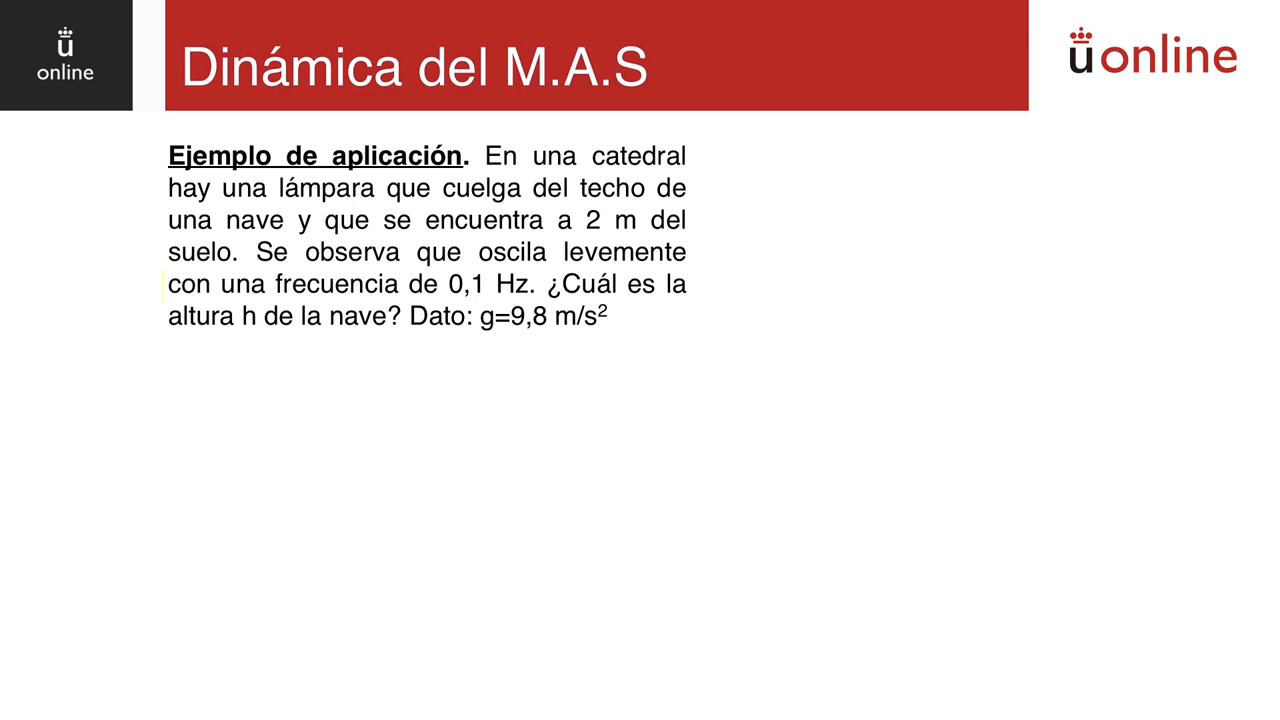 u
online
Dinámica del M.A.S
uonline
Ejemplo de aplicación. En una catedral
hay una lámpara que cuelga del techo de
una nave y que se encuentra a 2 m del
suelo. Se observa que oscila levemente
con una frecuencia de 0,1 Hz. ¿Cuál es la
altura h de la nave? Dato: g=9,8 m/s²